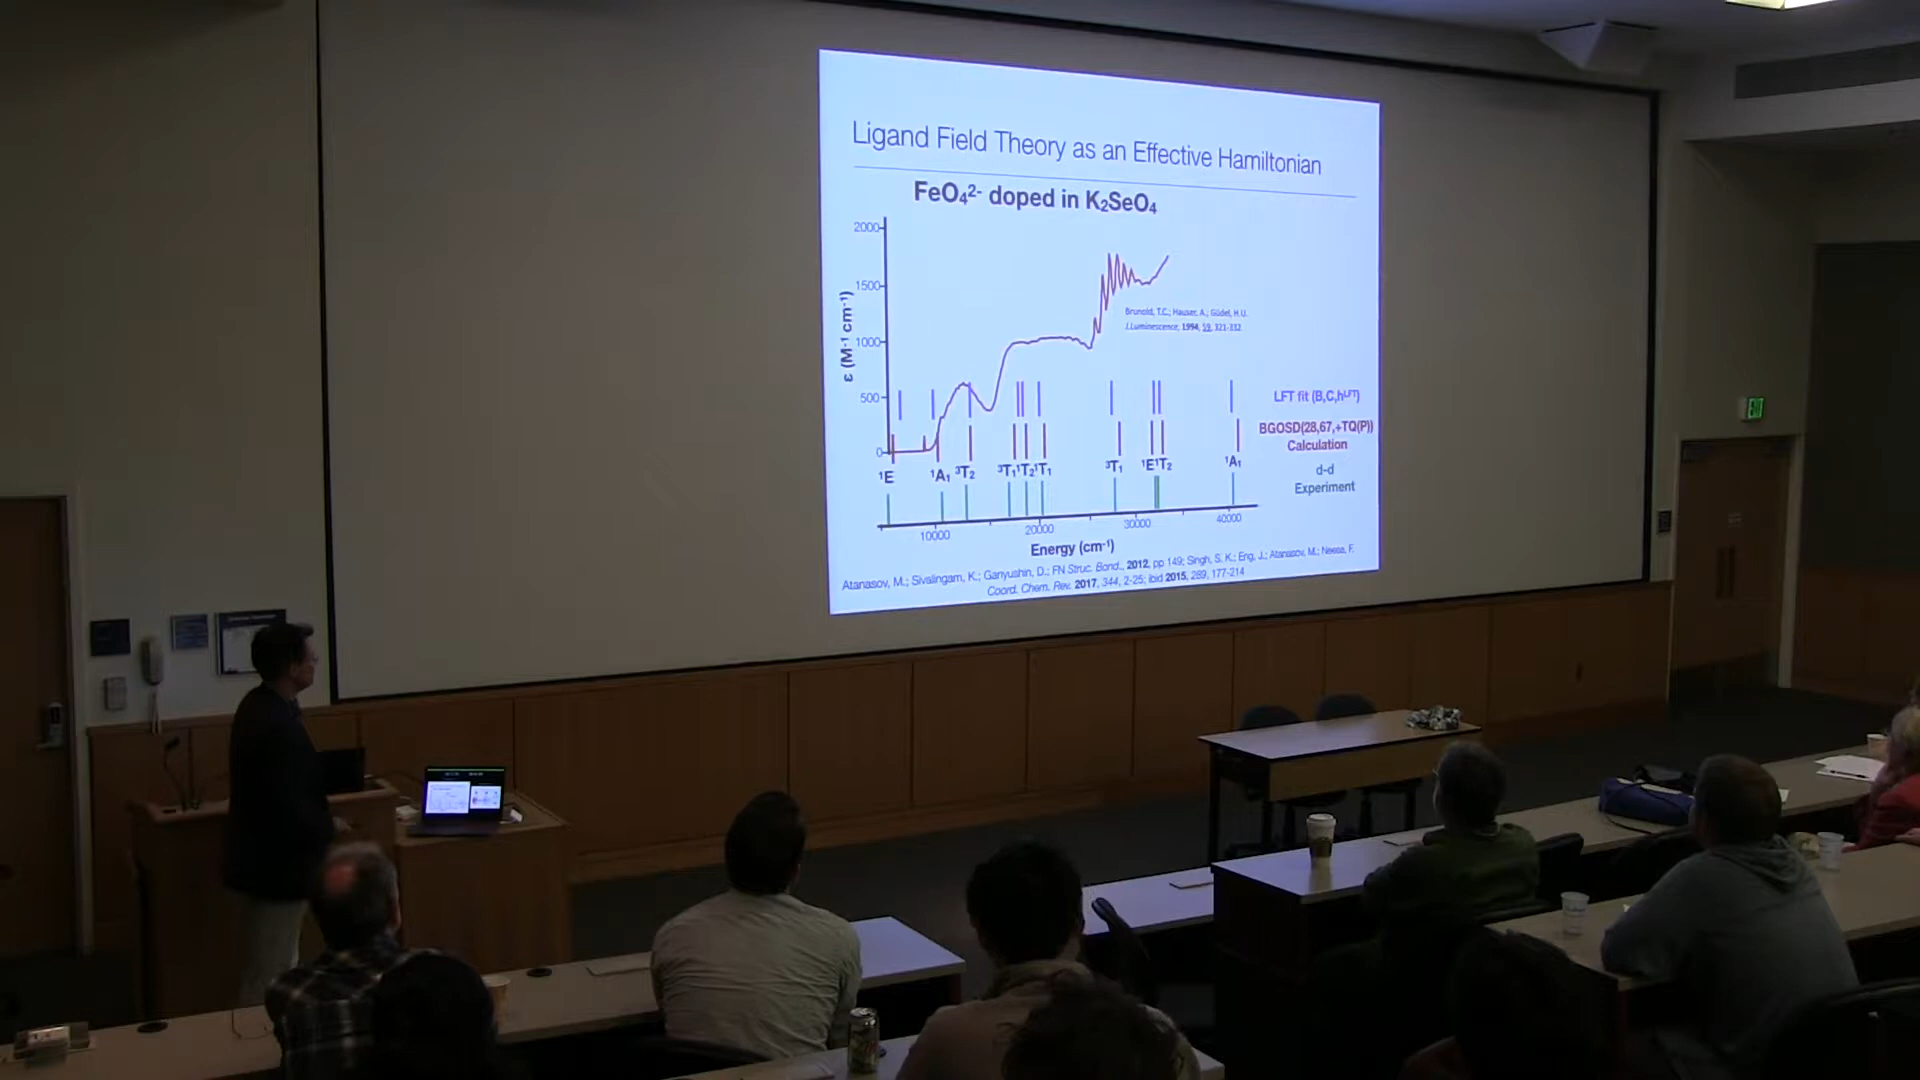 Ligand Field Theory as an Effective Hamiltonian
FeO₄²⁻ doped in K₂SeO₄
2000
1500
1000
500
0
ε (M⁻¹ cm⁻¹)
Brunold, T.C.; Hauser, A.; Güdel, H.U.
J.Luminescence, 1994, 59, 321-332
LFT fit (B,C,hᴸᶠᵀ)
BGOSD(28,67,+TQ(P))
Calculation
d-d
Experiment
¹E ¹A₁ ³T₂ ³T₁ ¹T₂ ¹T₁ ³T₁ ¹E ¹T₂ ¹A₁
10000 20000 30000 40000
Energy (cm⁻¹)
Atanasov, M.; Sivalingam, K.; Ganyushin, D.; FN Struc. Bond., 2012, pp 149; Singh, S. K.; Eng, J.; Atanasov, M.; Neese, F.
Coord. Chem. Rev. 2017, 344, 2-25; ibid 2015, 289, 177-214
EXIT